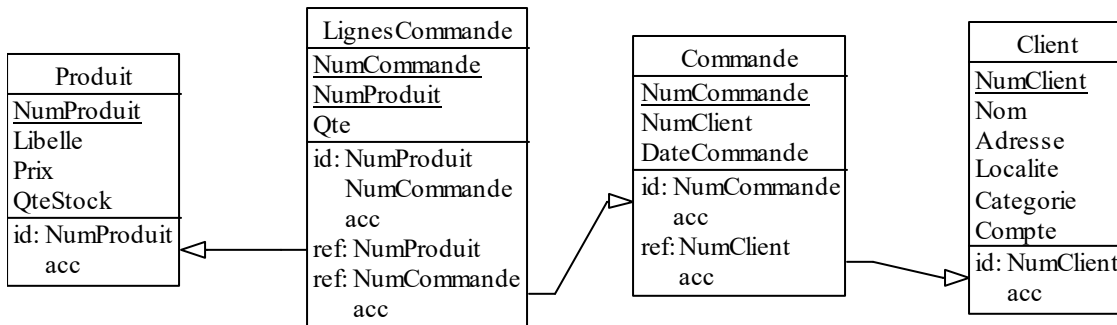 Produit
NumProduit
Libelle
Prix
QteStock
id: NumProduit
acc
LignesCommande
NumCommande
NumProduit
Qte
id: NumProduit
NumCommande
acc
ref: NumProduit
ref: NumCommande
acc
Commande
NumCommande
NumClient
DateCommande
id: NumCommande
acc
ref: NumClient
acc
Client
NumClient
Nom
Adresse
Localite
Categorie
Compte
id: NumClient
acc